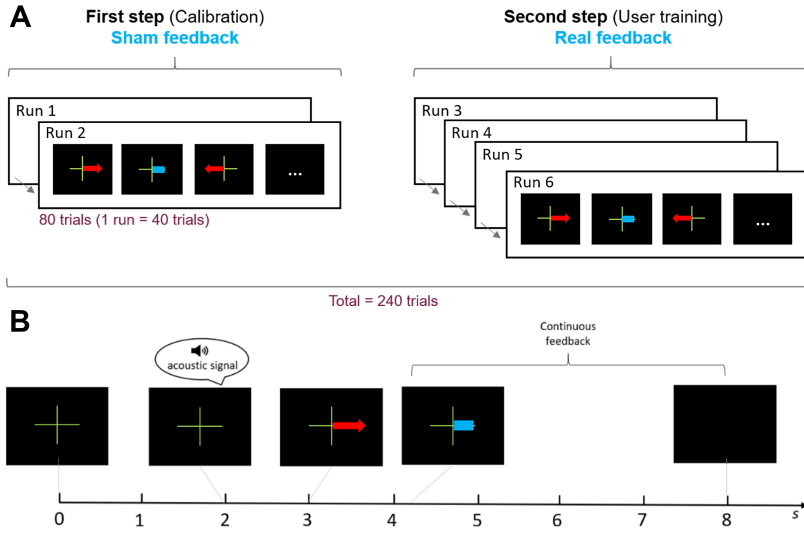 A
First step (Calibration)
Sham feedback
Second step (User training)
Real feedback
Run 1
Run 2
...
80 trials (1 run = 40 trials)
Run 3
Run 4
Run 5
Run 6
...
Total = 240 trials
B
acoustic signal
Continuous
feedback
0 1 2 3 4 5 6 7 8 s